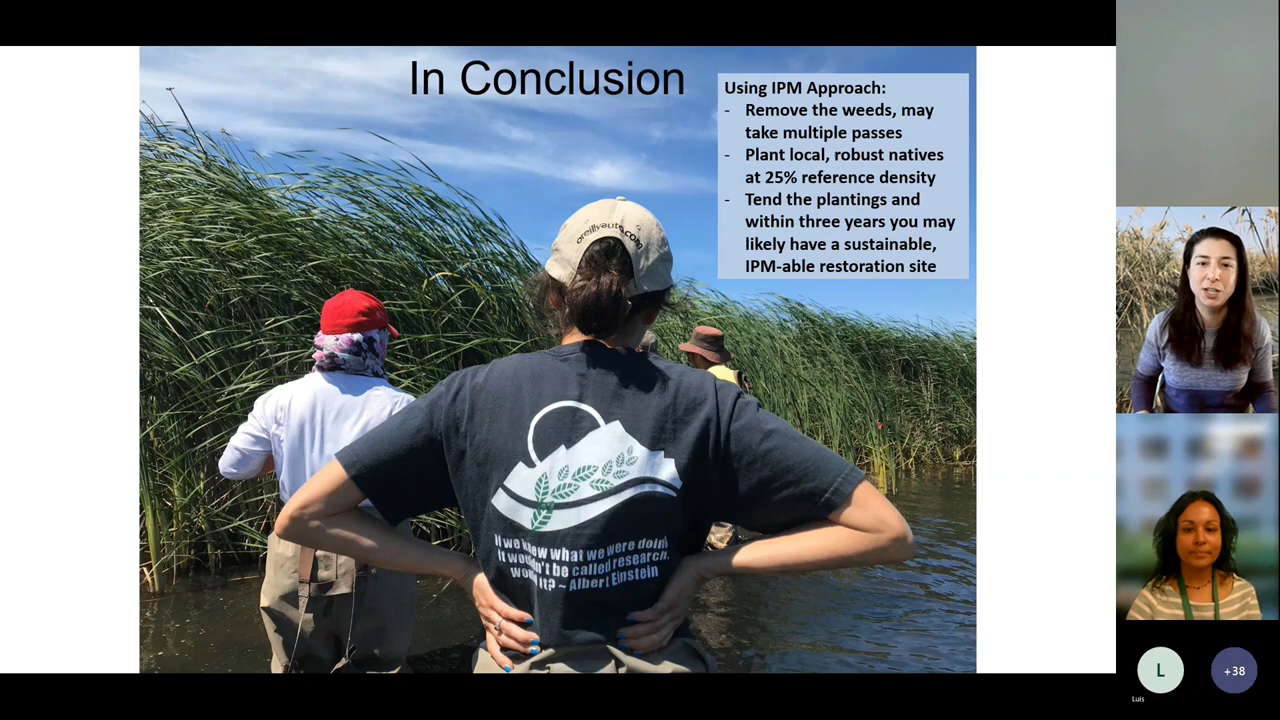 In Conclusion
Using IPM Approach:
- Remove the weeds, may
take multiple passes
- Plant local, robust natives
at 25% reference density
- Tend the plantings and
within three years you may
likely have a sustainable,
IPM-able restoration site
oreillyauto.com
If we knew what we were doing
it wouldn't be called research,
would it? ~ Albert Einstein
L
+38
Luis